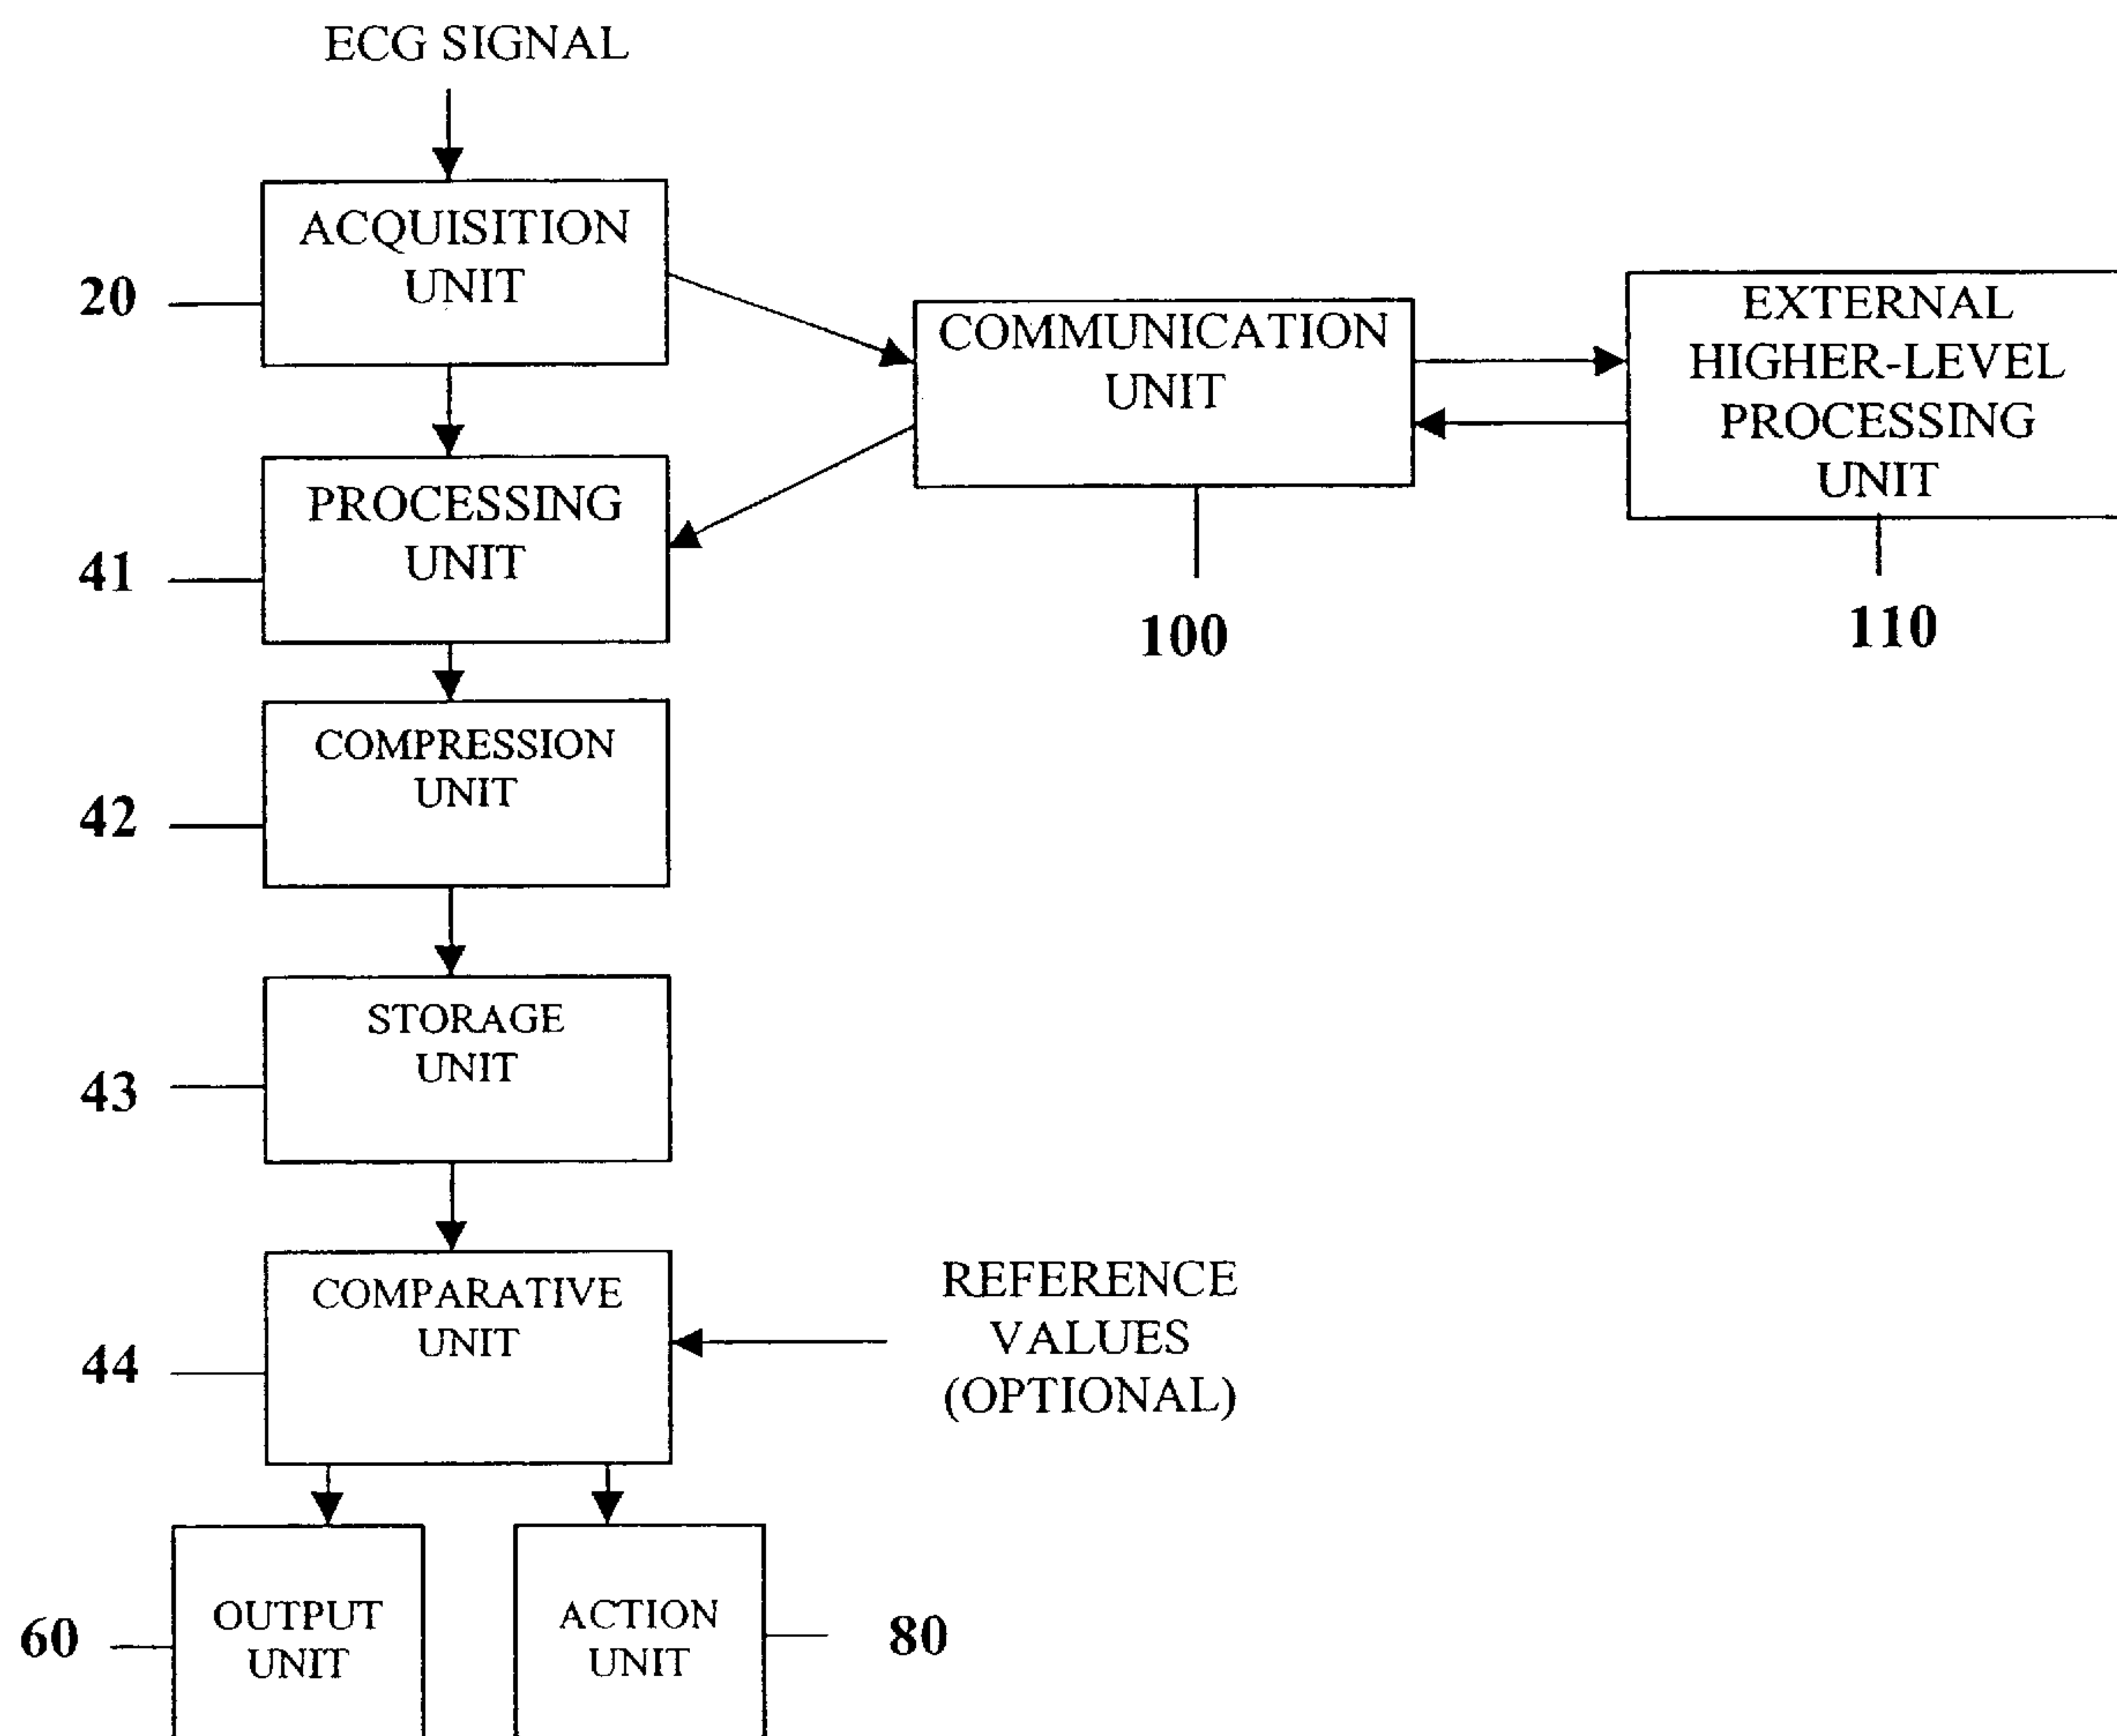 ECG SIGNAL
ACQUISITION
UNIT
20
COMMUNICATION
UNIT
100
EXTERNAL
HIGHER-LEVEL
PROCESSING
UNIT
110
PROCESSING
UNIT
41
COMPRESSION
UNIT
42
STORAGE
UNIT
43
COMPARATIVE
UNIT
44
REFERENCE
VALUES
(OPTIONAL)
OUTPUT
UNIT
60
ACTION
UNIT
80